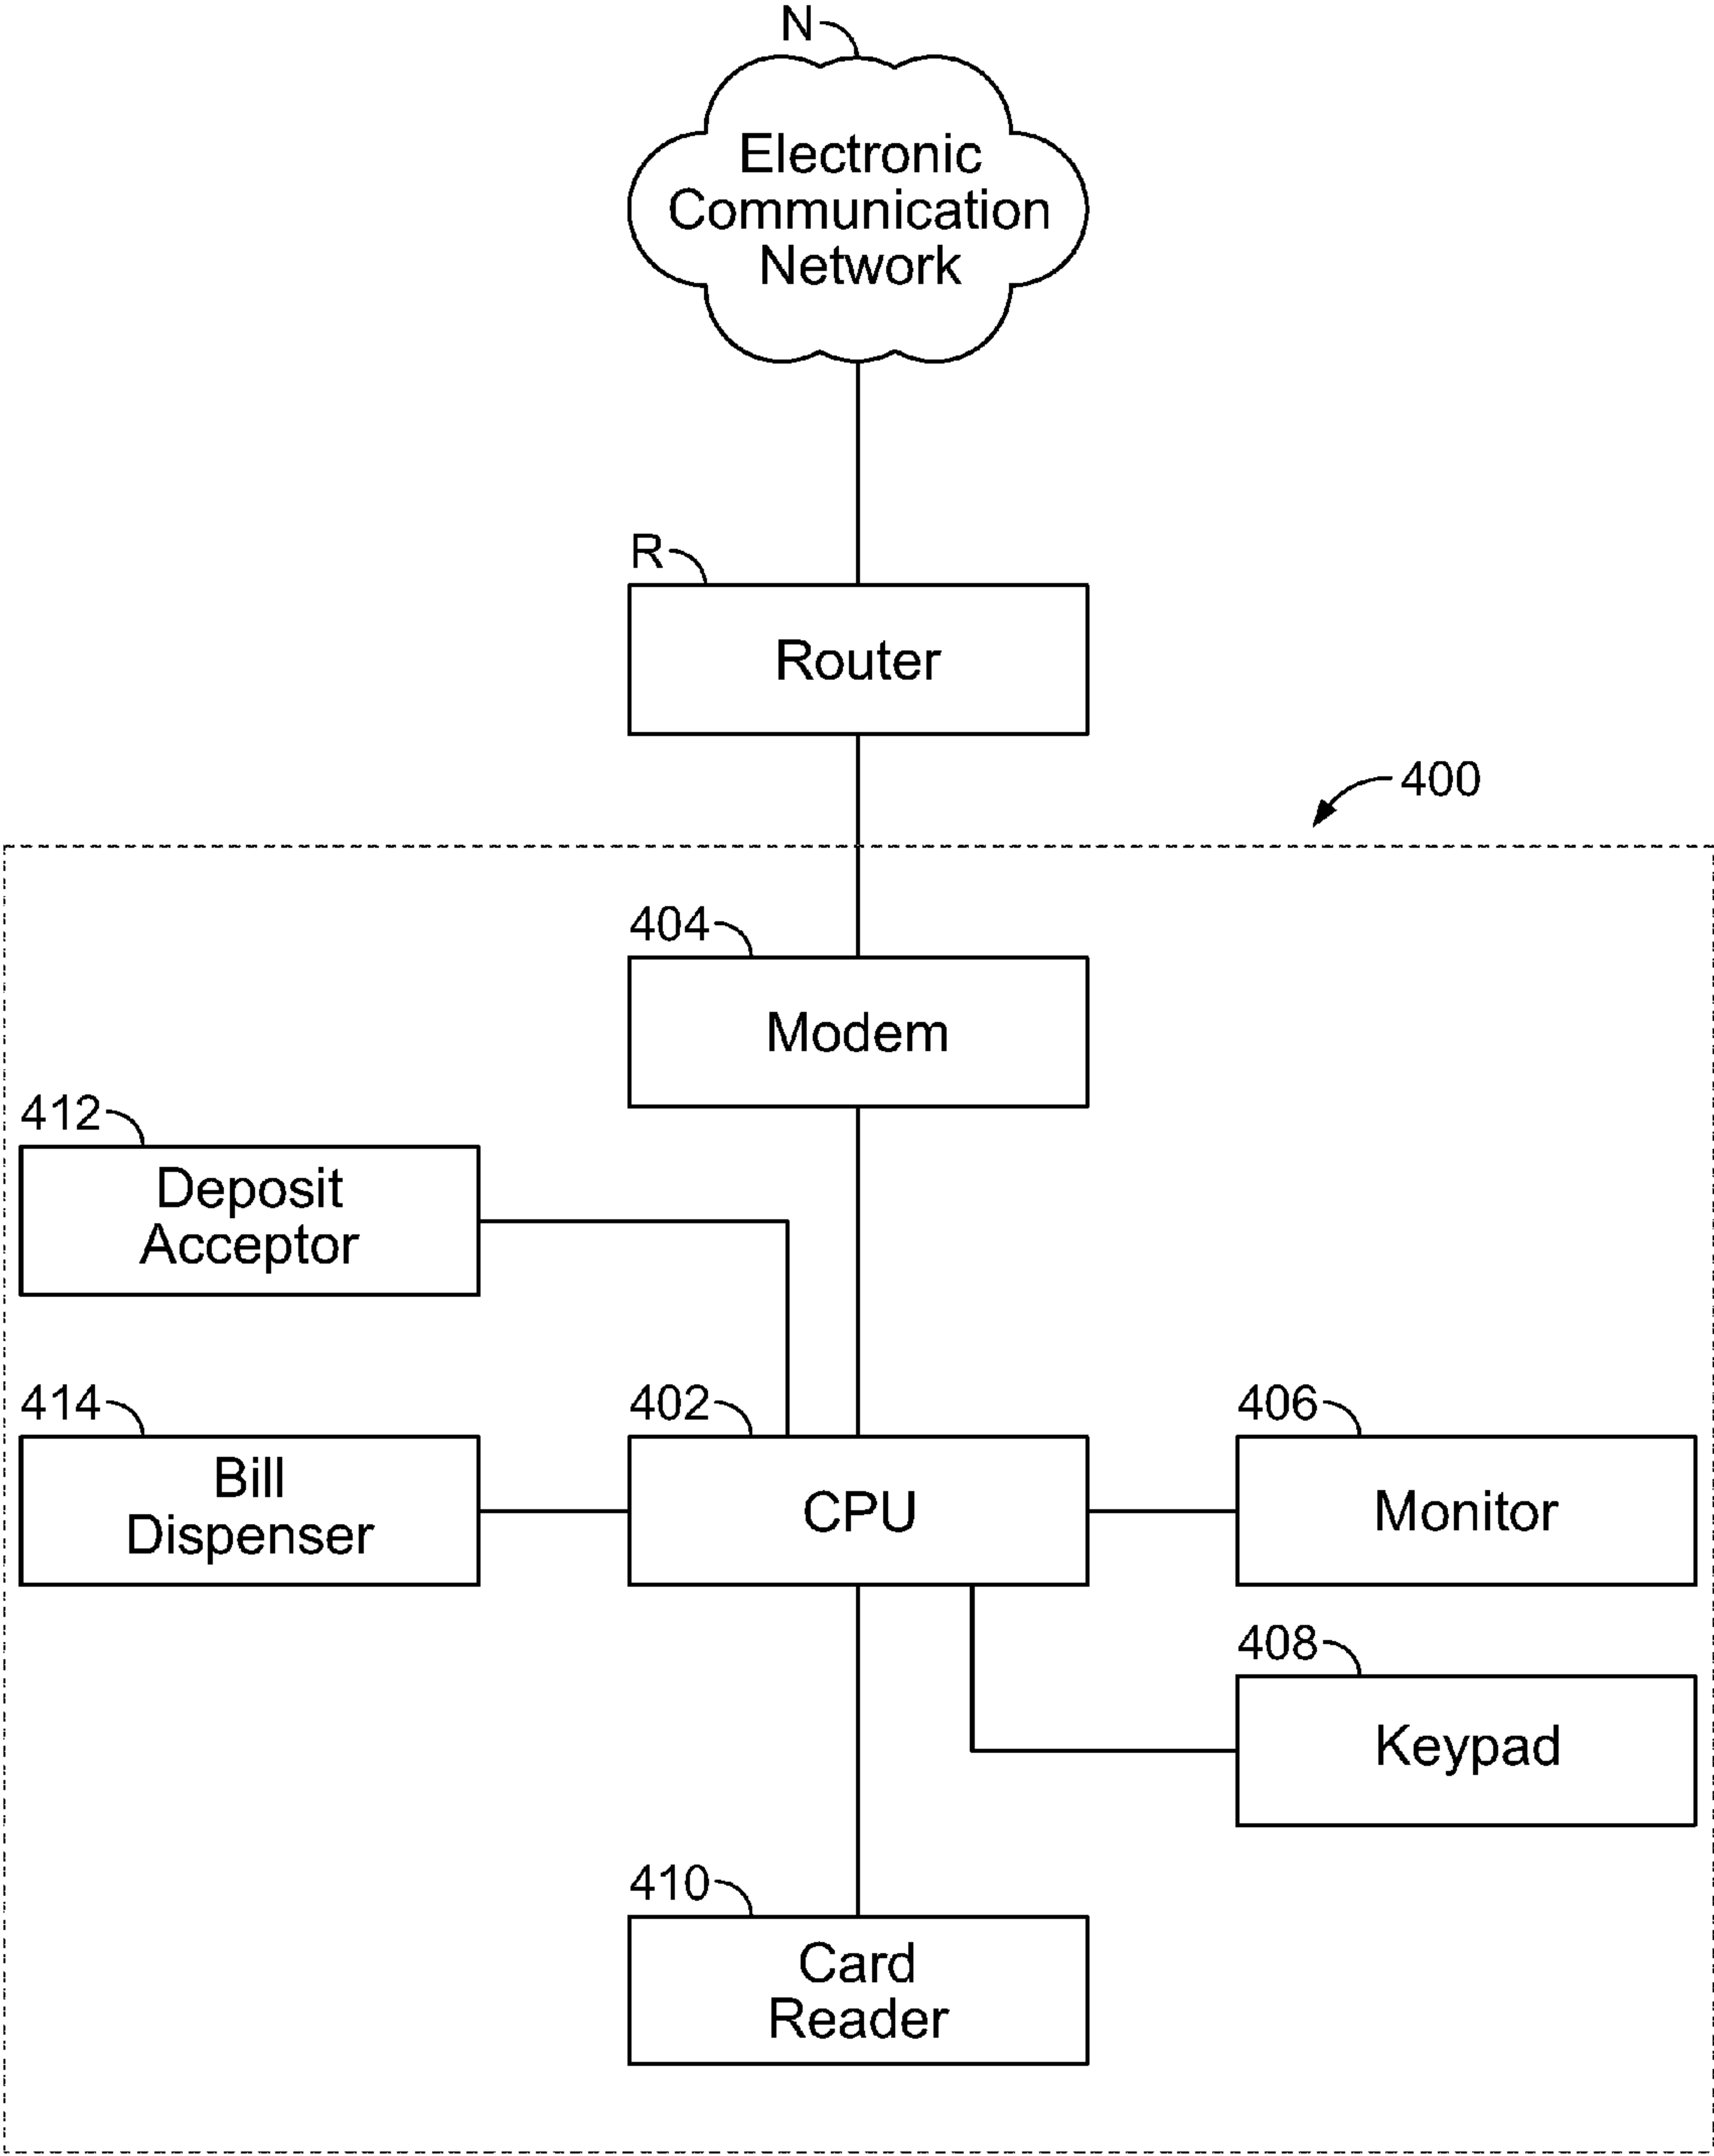 N
Electronic
Communication
Network
R
Router
400
404
Modem
412
Deposit
Acceptor
414
Bill
Dispenser
402
CPU
406
Monitor
408
Keypad
410
Card
Reader